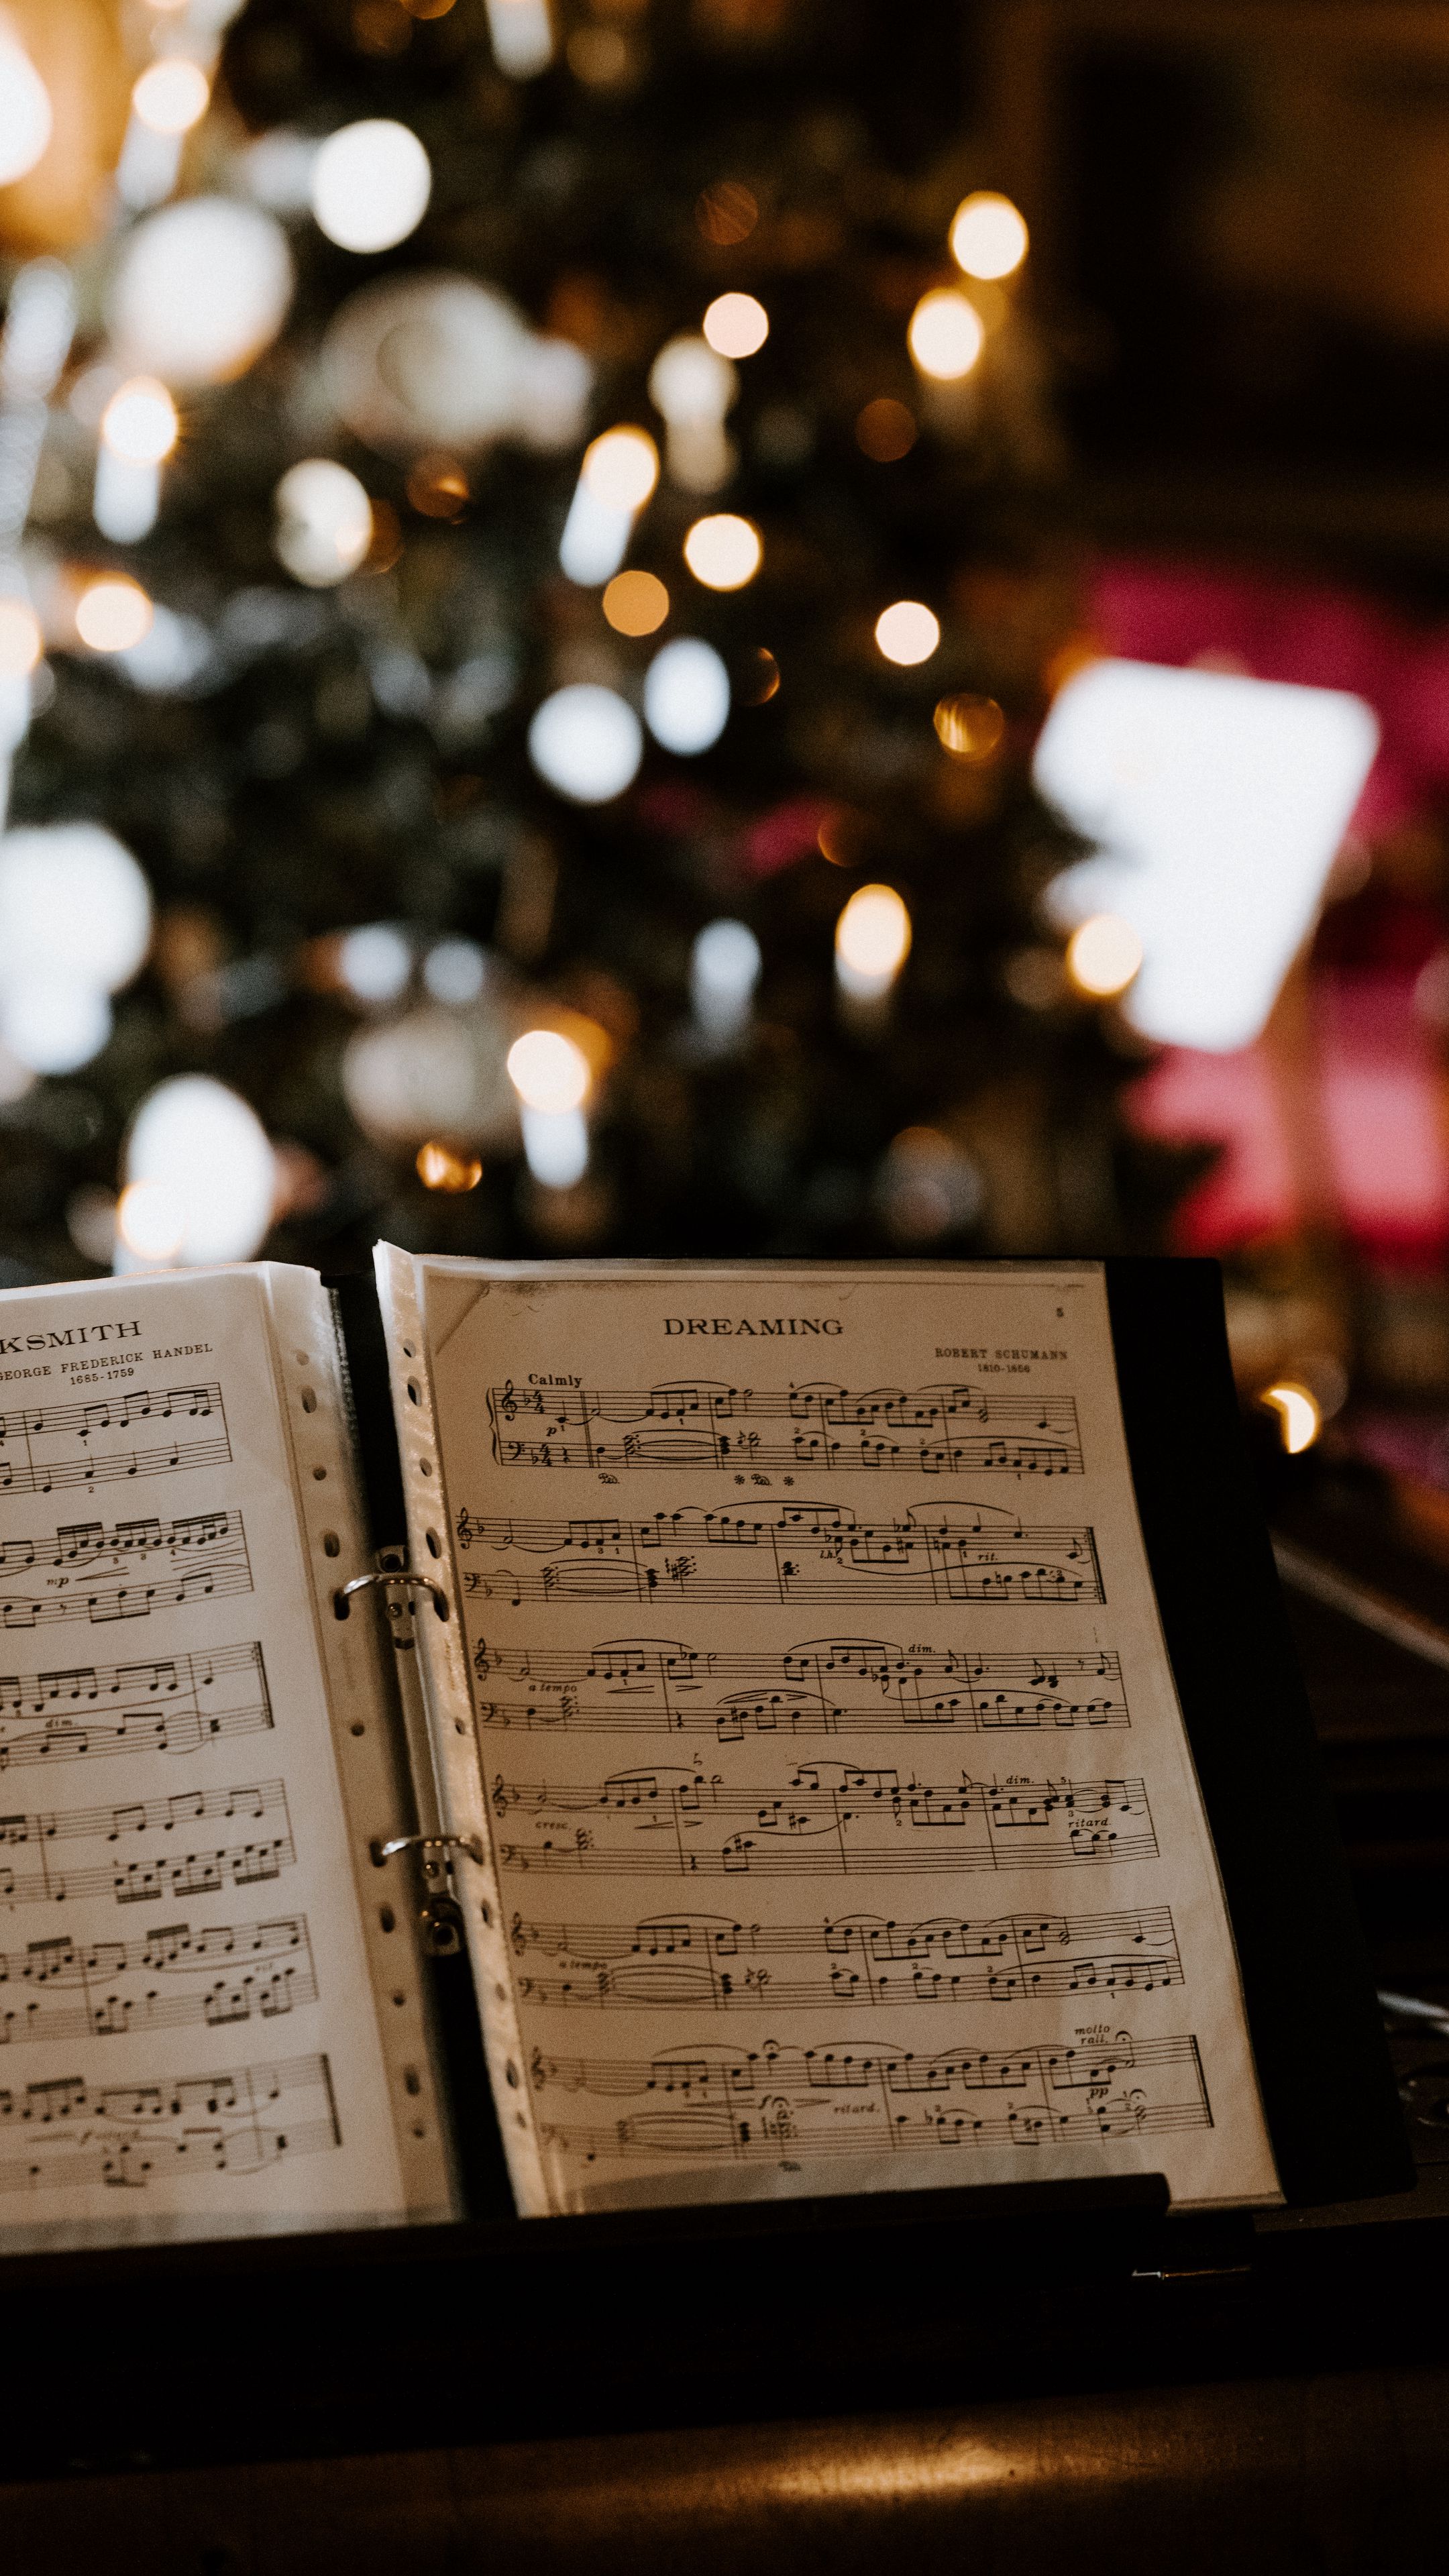 KSMITH
GEORGE FREDERICK HANDEL
1685-1759
mp
dim.
5
DREAMING
ROBERT SCHUMANN
1810-1856
Calmly
p
l.h.
rit.
dim.
a tempo
dim.
cresc.
ritard.
a tempo
molto
rall.
ritard.
pp